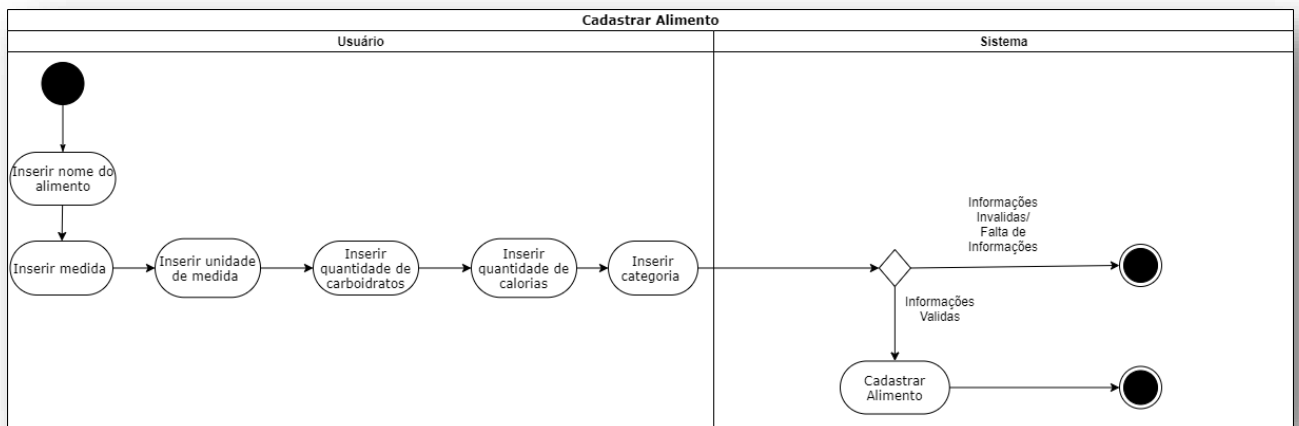 Cadastrar Alimento
Usuário
Sistema
Inserir nome do
alimento
Inserir medida
Inserir unidade
de medida
Inserir
quantidade de
carboidratos
Inserir
quantidade de
calorias
Inserir
categoria
Informações
Invalidas/
Falta de
Informações
Informações
Validas
Cadastrar
Alimento